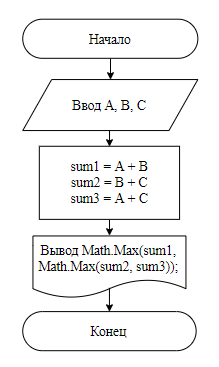 Начало
Ввод A, B, C
sum1 = A + B
sum2 = B + C
sum3 = A + C
Вывод Math.Max(sum1,
Math.Max(sum2, sum3));
Конец